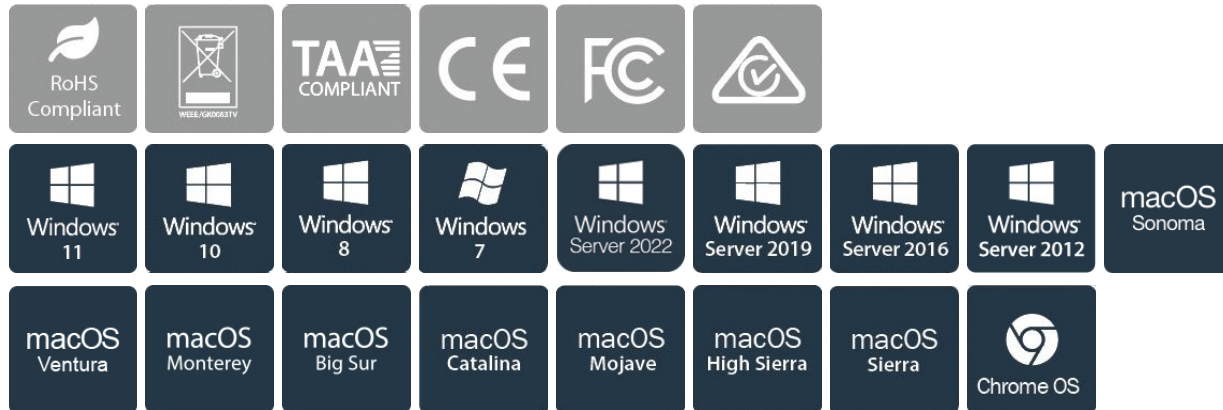 RoHS
Compliant
WEEE/GK0063TV
TAA
COMPLIANT
CE
FC
Windows
11
Windows
10
Windows
8
Windows
7
Windows
Server 2022
Windows
Server 2019
Windows
Server 2016
Windows
Server 2012
macOS
Sonoma
macOS
Ventura
macOS
Monterey
macOS
Big Sur
macOS
Catalina
macOS
Mojave
macOS
High Sierra
macOS
Sierra
Chrome OS